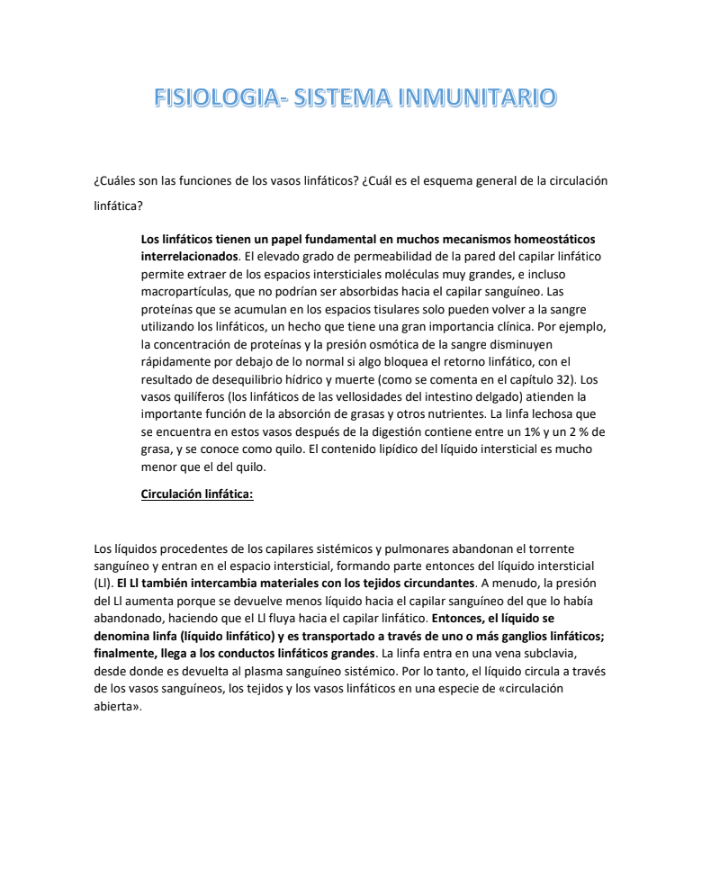 FISIOLOGIA- SISTEMA INMUNITARIO
¿Cuáles son las funciones de los vasos linfáticos? ¿Cuál es el esquema general de la circulación
linfática?
Los linfáticos tienen un papel fundamental en muchos mecanismos homeostáticos
interrelacionados. El elevado grado de permeabilidad de la pared del capilar linfático
permite extraer de los espacios intersticiales moléculas muy grandes, e incluso
macropartículas, que no podrían ser absorbidas hacia el capilar sanguíneo. Las
proteínas que se acumulan en los espacios tisulares solo pueden volver a la sangre
utilizando los linfáticos, un hecho que tiene una gran importancia clínica. Por ejemplo,
la concentración de proteínas y la presión osmótica de la sangre disminuyen
rápidamente por debajo de lo normal si algo bloquea el retorno linfático, con el
resultado de desequilibrio hídrico y muerte (como se comenta en el capítulo 32). Los
vasos quilíferos (los linfáticos de las vellosidades del intestino delgado) atienden la
importante función de la absorción de grasas y otros nutrientes. La linfa lechosa que
se encuentra en estos vasos después de la digestión contiene entre un 1% y un 2 % de
grasa, y se conoce como quilo. El contenido lipídico del líquido intersticial es mucho
menor que el del quilo.
Circulación linfática:
Los líquidos procedentes de los capilares sistémicos y pulmonares abandonan el torrente
sanguíneo y entran en el espacio intersticial, formando parte entonces del líquido intersticial
(Ll). El Ll también intercambia materiales con los tejidos circundantes. A menudo, la presión
del Ll aumenta porque se devuelve menos líquido hacia el capilar sanguíneo del que lo había
abandonado, haciendo que el Ll fluya hacia el capilar linfático. Entonces, el líquido se
denomina linfa (líquido linfático) y es transportado a través de uno o más ganglios linfáticos;
finalmente, llega a los conductos linfáticos grandes. La linfa entra en una vena subclavia,
desde donde es devuelta al plasma sanguíneo sistémico. Por lo tanto, el líquido circula a través
de los vasos sanguíneos, los tejidos y los vasos linfáticos en una especie de «circulación
abierta».